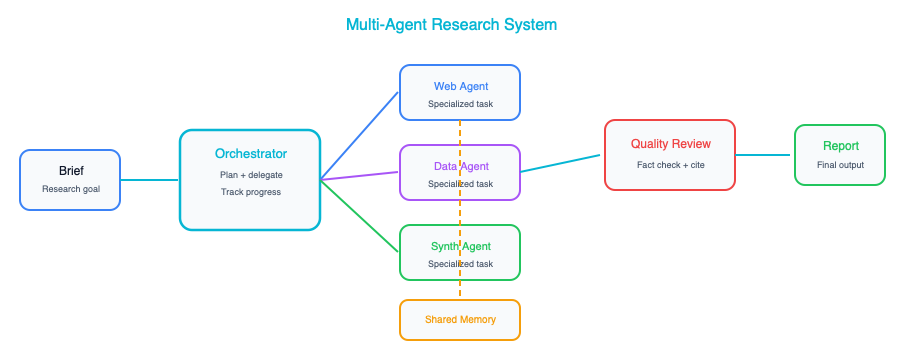 Multi-Agent Research System
Brief
Research goal
Orchestrator
Plan + delegate
Track progress
Web Agent
Specialized task
Data Agent
Specialized task
Synth Agent
Specialized task
Shared Memory
Quality Review
Fact check + cite
Report
Final output